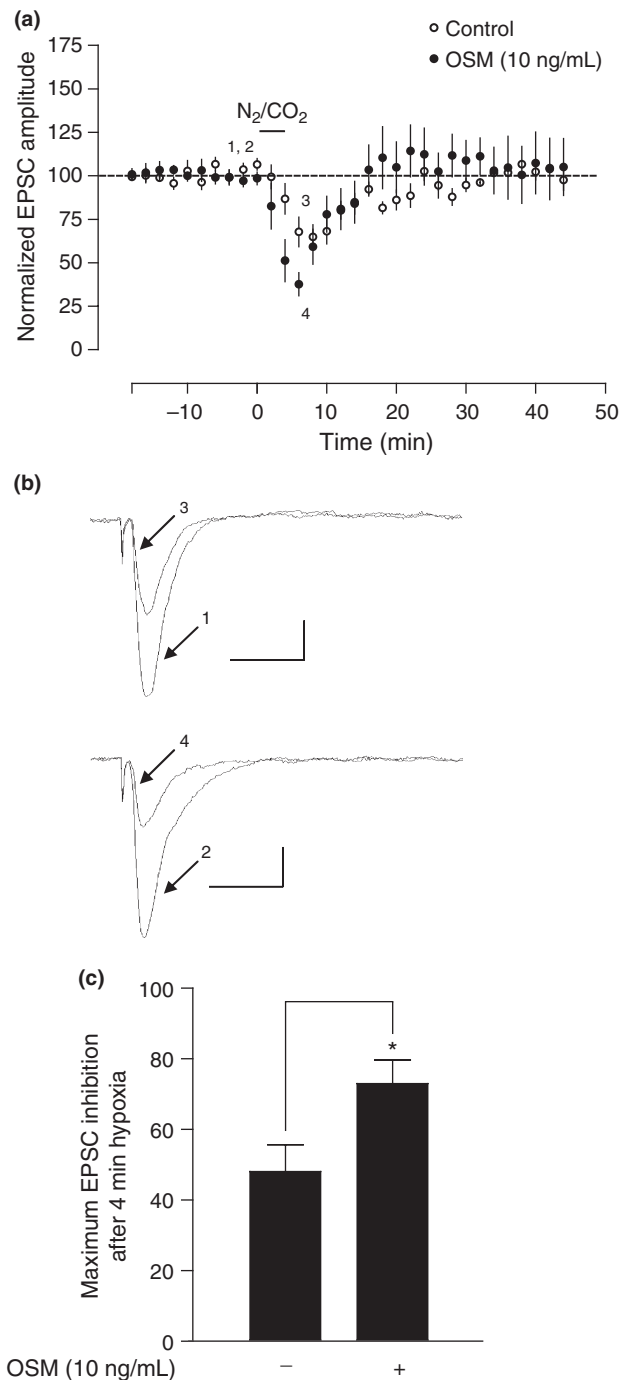 (a)
175
150
125
100
75
50
25
0
Normalized EPSC amplitude
○ Control
● OSM (10 ng/mL)
N₂/CO₂
1, 2
3
4
−10 0 10 20 30 40 50
Time (min)
(b)
3
1
4
2
(c)
100
80
60
40
20
0
Maximum EPSC inhibition
after 4 min hypoxia
*
OSM (10 ng/mL) − +